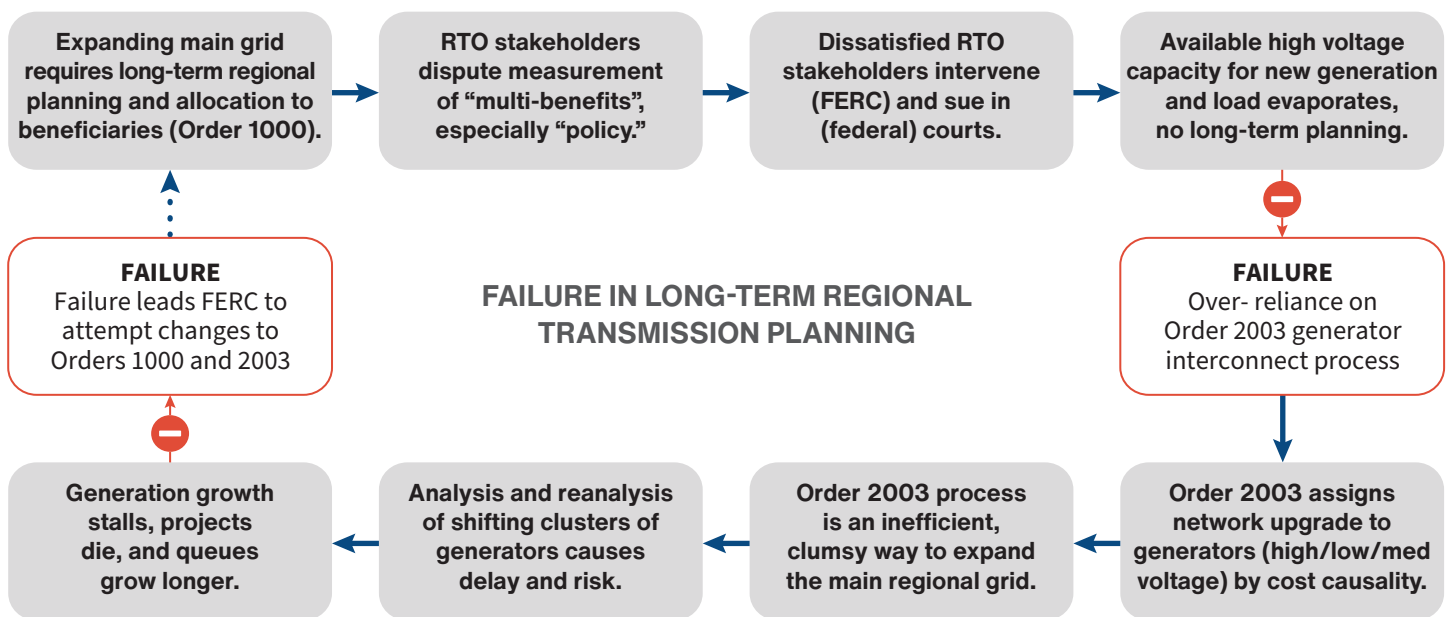 Expanding main grid
requires long-term regional
planning and allocation to
beneficiaries (Order 1000).
RTO stakeholders
dispute measurement
of “multi-benefits”,
especially “policy.”
Dissatisfied RTO
stakeholders intervene
(FERC) and sue in
(federal) courts.
Available high voltage
capacity for new generation
and load evaporates,
no long-term planning.
FAILURE
Over- reliance on
Order 2003 generator
interconnect process
Order 2003 assigns
network upgrade to
generators (high/low/med
voltage) by cost causality.
Order 2003 process
is an inefficient,
clumsy way to expand
the main regional grid.
Analysis and reanalysis
of shifting clusters of
generators causes
delay and risk.
Generation growth
stalls, projects
die, and queues
grow longer.
FAILURE
Failure leads FERC to
attempt changes to
Orders 1000 and 2003
FAILURE IN LONG-TERM REGIONAL
TRANSMISSION PLANNING